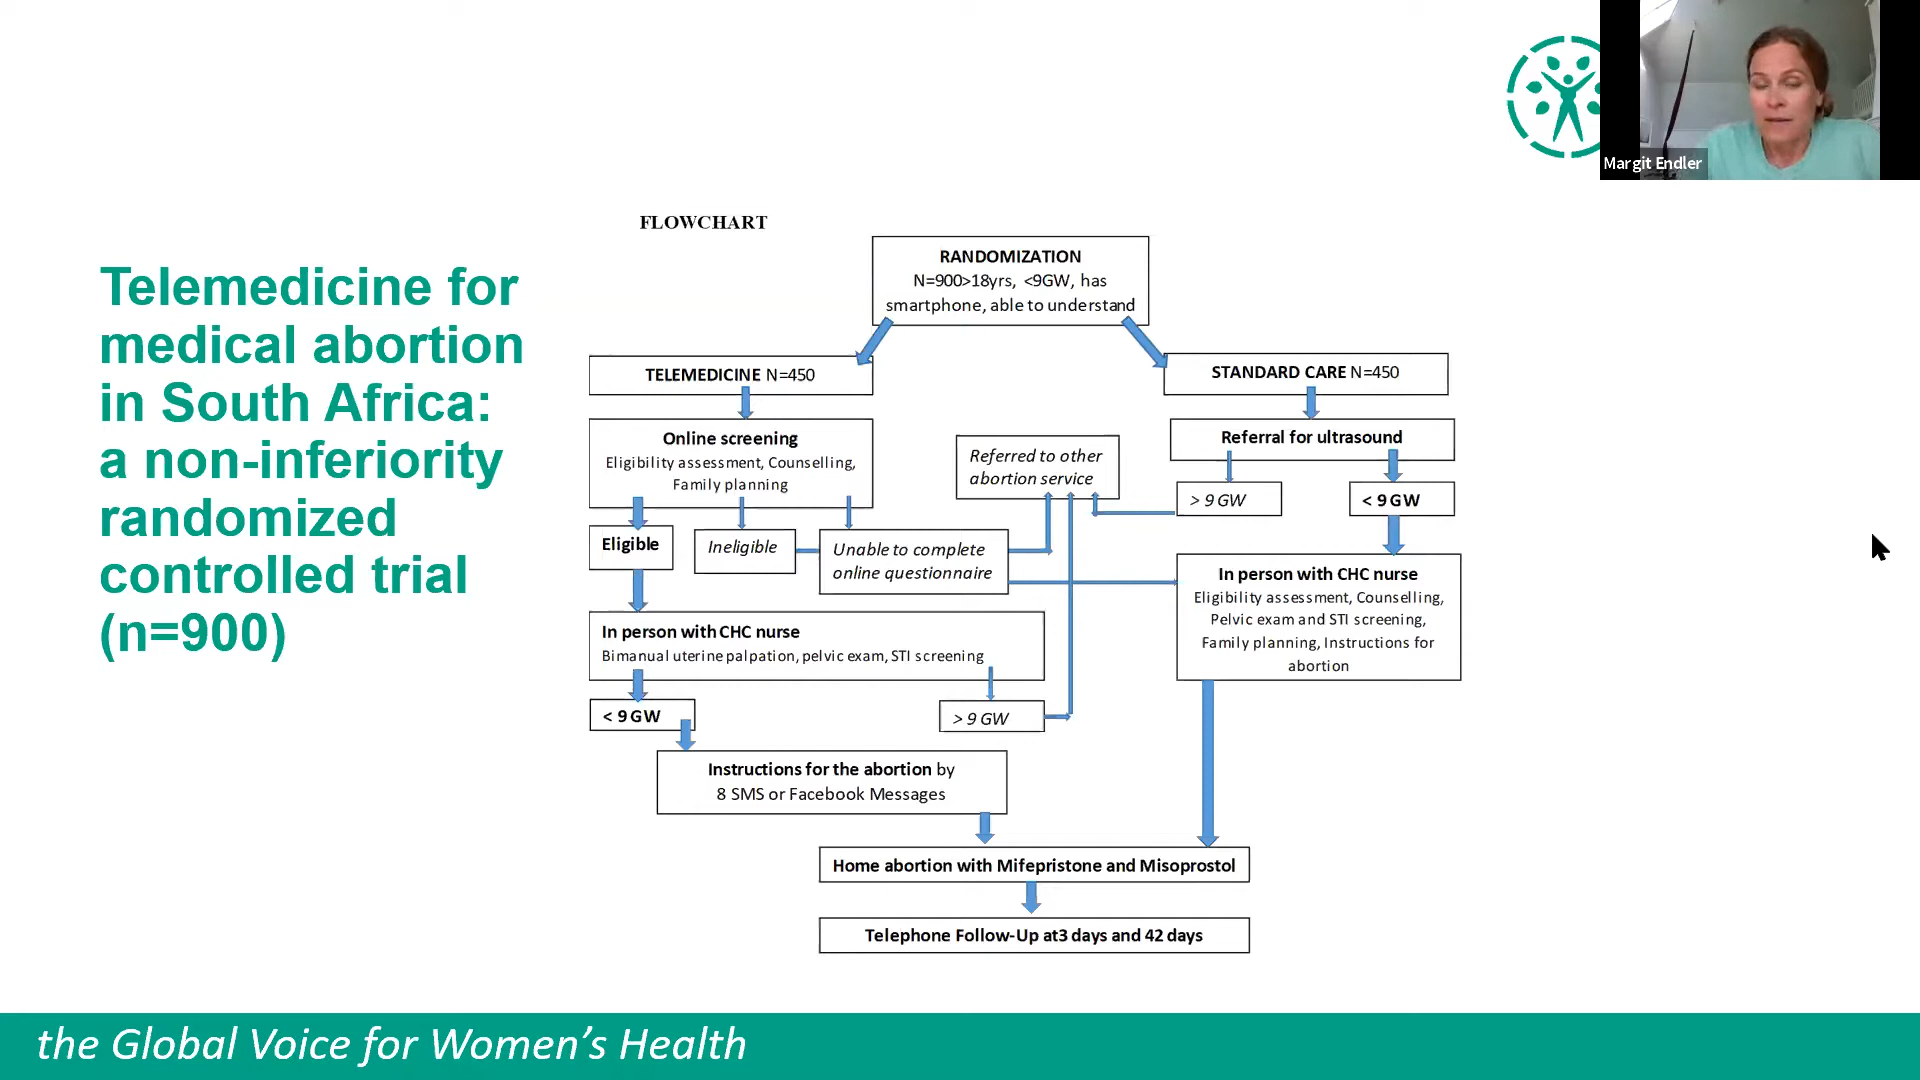 Margit Endler
Telemedicine for
medical abortion
in South Africa:
a non-inferiority
randomized
controlled trial
(n=900)
FLOWCHART
RANDOMIZATION
N=900>18yrs, <9GW, has
smartphone, able to understand
TELEMEDICINE N=450
STANDARD CARE N=450
Online screening
Eligibility assessment, Counselling,
Family planning
Referred to other
abortion service
Referral for ultrasound
> 9 GW
< 9 GW
Eligible
Ineligible
Unable to complete
online questionnaire
In person with CHC nurse
Eligibility assessment, Counselling,
Pelvic exam and STI screening,
Family planning, Instructions for
abortion
In person with CHC nurse
Bimanual uterine palpation, pelvic exam, STI screening
< 9 GW
> 9 GW
Instructions for the abortion by
8 SMS or Facebook Messages
Home abortion with Mifepristone and Misoprostol
Telephone Follow-Up at3 days and 42 days
the Global Voice for Women's Health